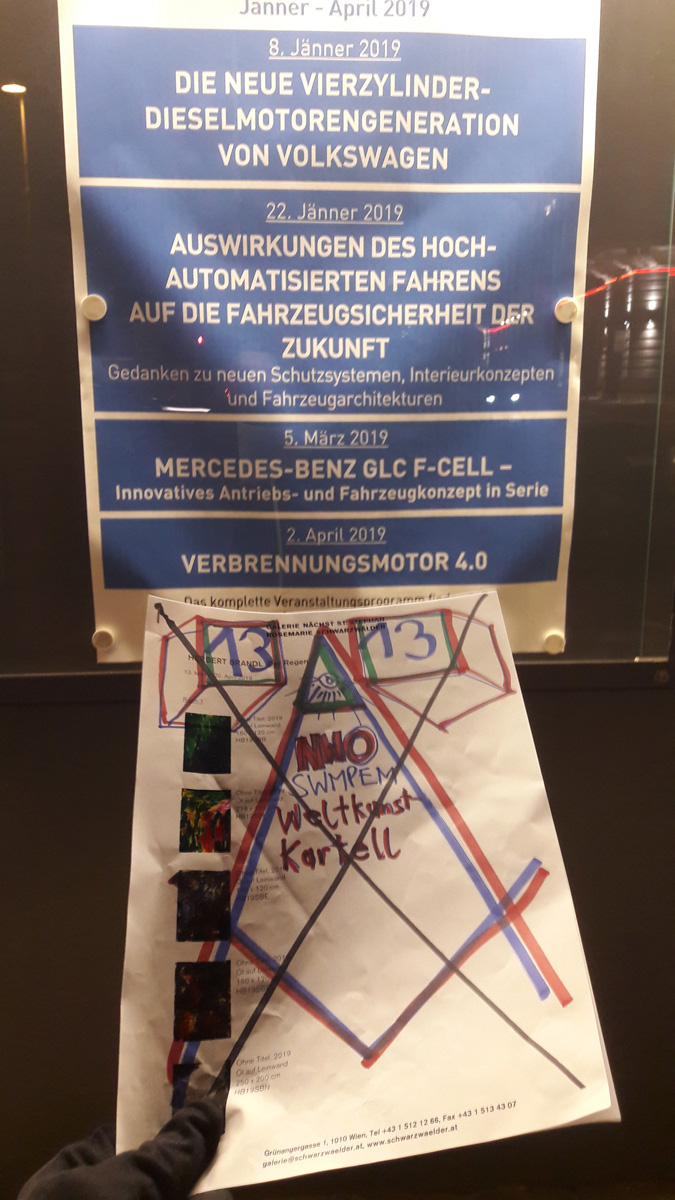 Jänner - April 2019
8. Jänner 2019
DIE NEUE VIERZYLINDER-
DIESELMOTORENGENERATION
VON VOLKSWAGEN
22. Jänner 2019
AUSWIRKUNGEN DES HOCH-
AUTOMATISIERTEN FAHRENS
AUF DIE FAHRZEUGSICHERHEIT DER
ZUKUNFT
Gedanken zu neuen Schutzsystemen, Interieurkonzepten
und Fahrzeugarchitekturen
5. März 2019
MERCEDES-BENZ GLC F-CELL –
Innovatives Antriebs- und Fahrzeugkonzept in Serie
2. April 2019
VERBRENNUNGSMOTOR 4.0
Das komplette Veranstaltungsprogramm
GALERIE NÄCHST ST. STEPHAN
ROSEMARIE SCHWARZWÄLDER
13 13
BRANDL
Ohne Titel, 2019
NWO
SWMPEM
Weltkunst
Kartell
Ohne Titel, 2019
Öl auf Leinwand
250 x 200 cm
HB19SBN
Grünangergasse 1, 1010 Wien, Tel +43 1 512 12 66, Fax +43 1 513 43 07
galerie@schwarzwaelder.at, www.schwarzwaelder.at